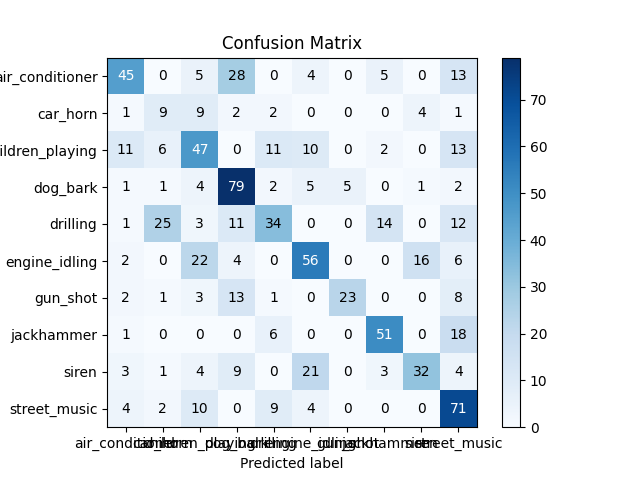 Confusion Matrix
air_conditioner 45 0 5 28 0 4 0 5 0 13
car_horn 1 9 9 2 2 0 0 0 4 1
ildren_playing 11 6 47 0 11 10 0 2 0 13
dog_bark 1 1 4 79 2 5 5 0 1 2
drilling 1 25 3 11 34 0 0 14 0 12
engine_idling 2 0 22 4 0 56 0 0 16 6
gun_shot 2 1 3 13 1 0 23 0 0 8
jackhammer 1 0 0 0 6 0 0 51 0 18
siren 3 1 4 9 0 21 0 3 32 4
street_music 4 2 10 0 9 4 0 0 0 71
street_music
Predicted label
70
60
50
40
30
20
10
0